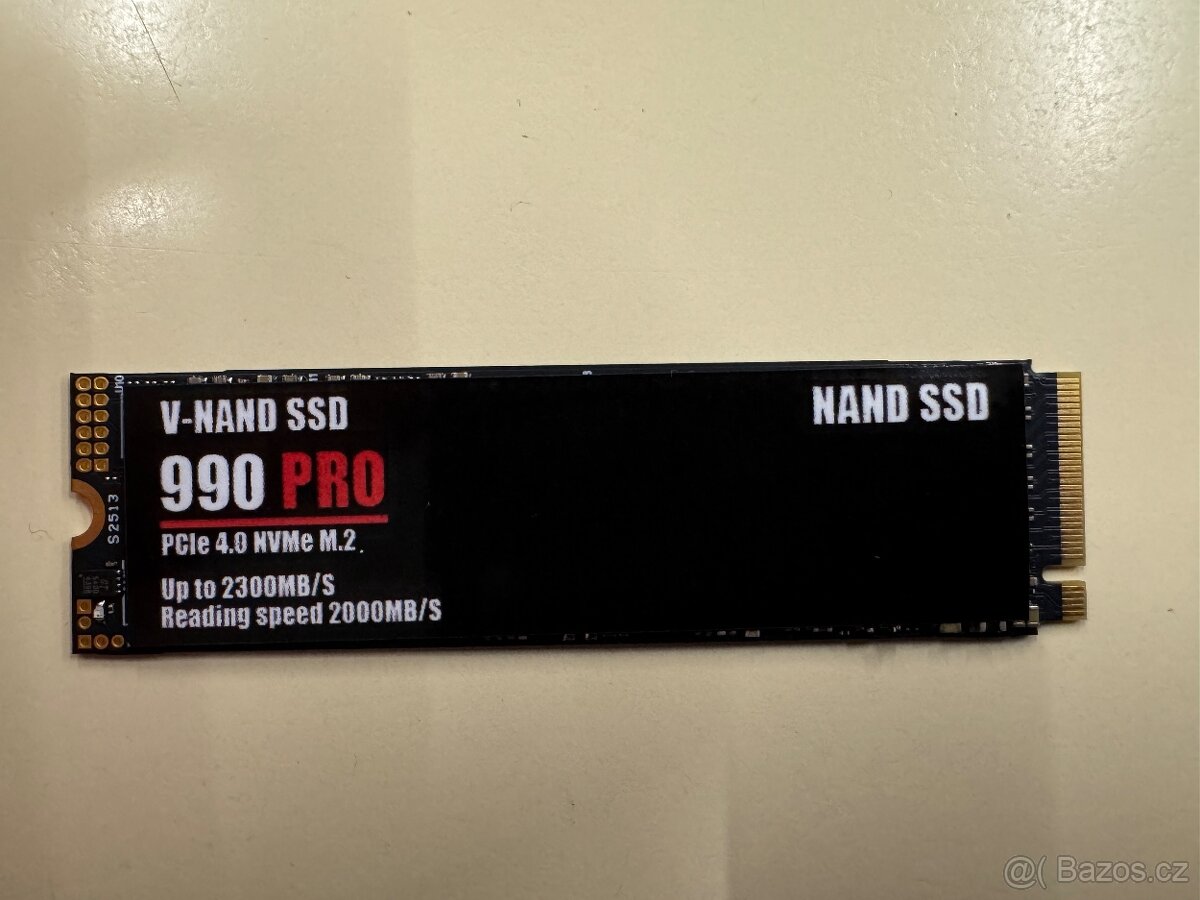 V-NAND SSD
NAND SSD
990 PRO
PCIe 4.0 NVMe M.2.
Up to 2300MB/S
Reading speed 2000MB/S
S2513
@( Bazos.cz